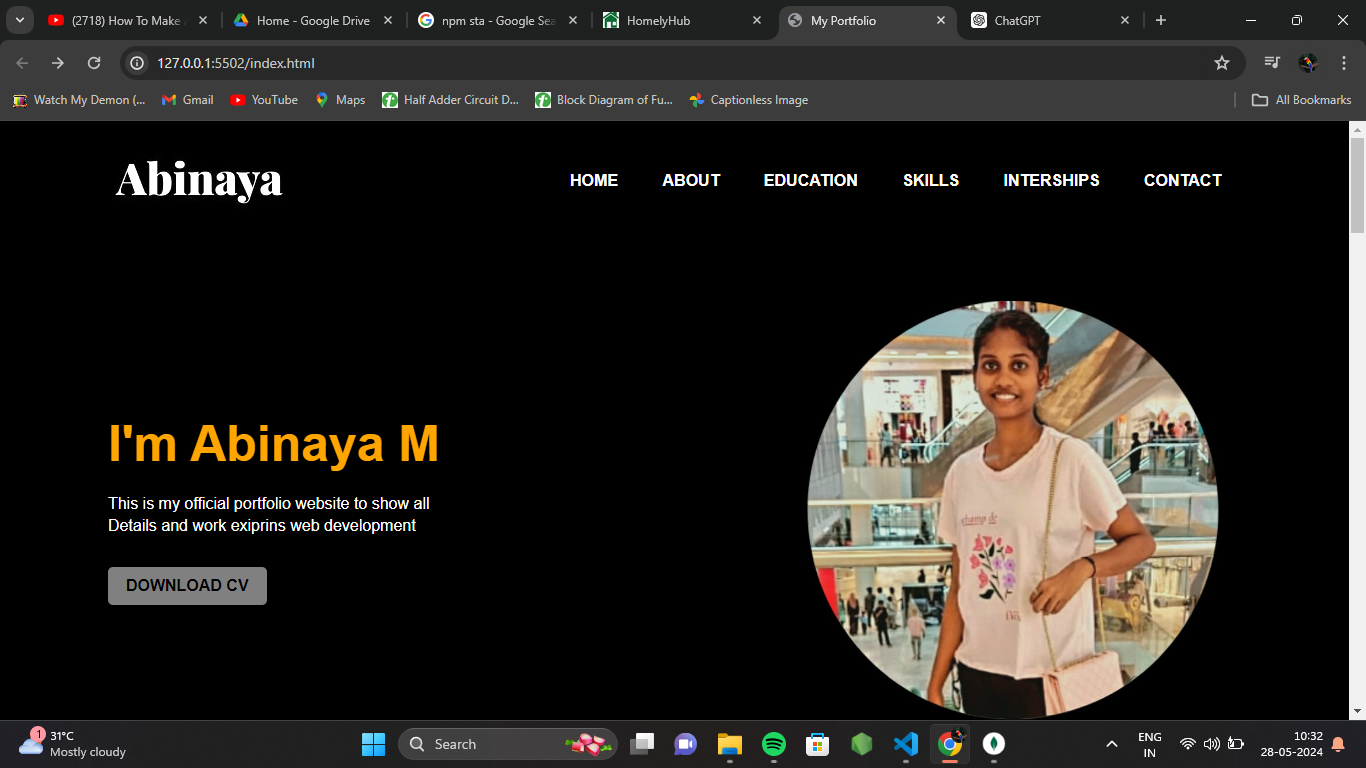 (2718) How To Make
Home - Google Drive
npm sta - Google Sea
HomelyHub
My Portfolio
ChatGPT
127.0.0.1:5502/index.html
Watch My Demon (...
Gmail
YouTube
Maps
Half Adder Circuit D...
Block Diagram of Fu...
Captionless Image
All Bookmarks
Abinaya
HOME
ABOUT
EDUCATION
SKILLS
INTERSHIPS
CONTACT
I'm Abinaya M
This is my official portfolio website to show all
Details and work exiprins web development
DOWNLOAD CV
1
31°C
Mostly cloudy
Search
ENG
IN
10:32
28-05-2024